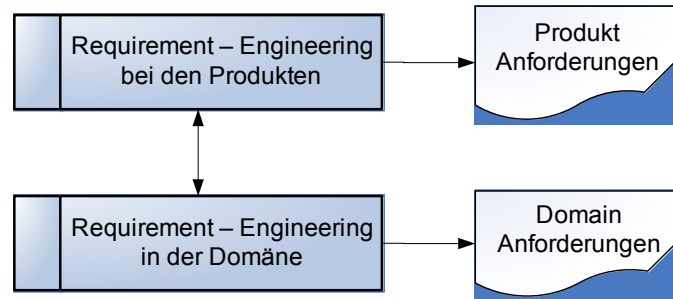 Requirement – Engineering
bei den Produkten
Produkt
Anforderungen
Requirement – Engineering
in der Domäne
Domain
Anforderungen